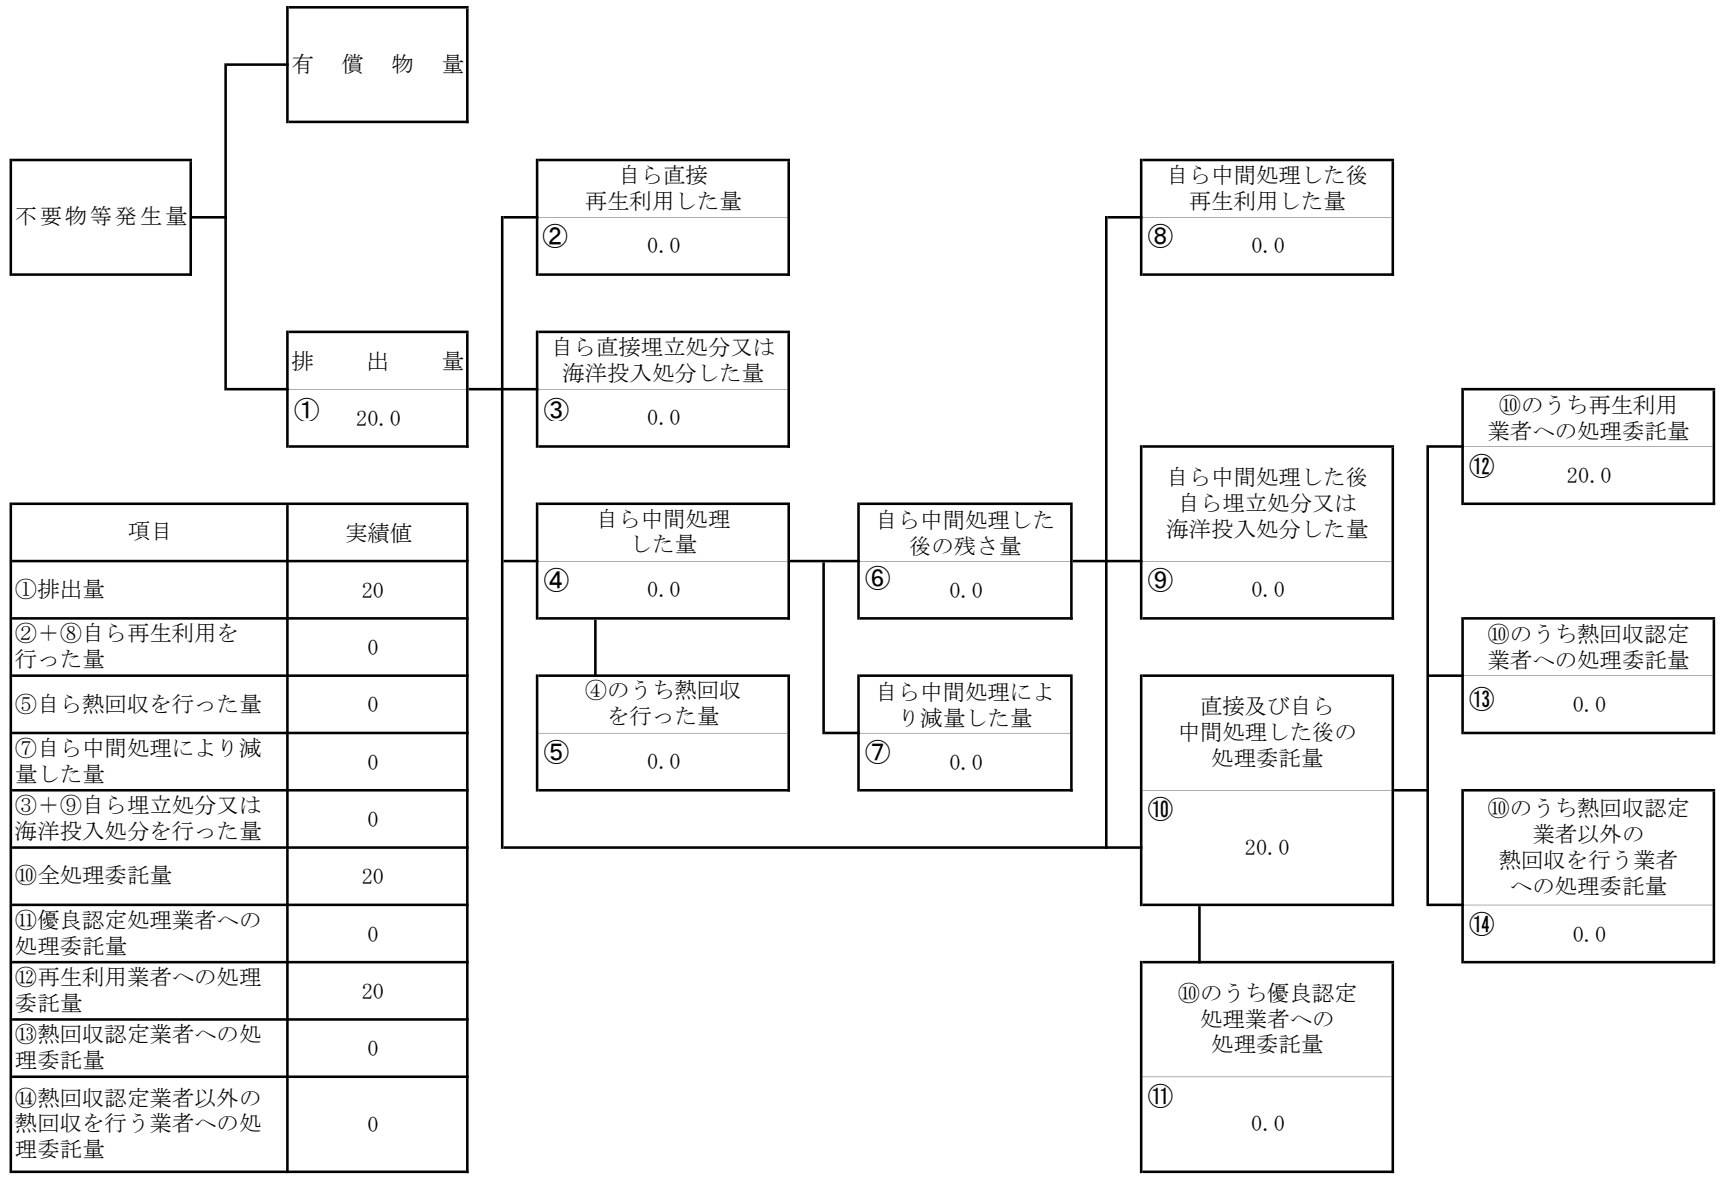 有償物量
不要物等発生量
排出量
① 20.0
自ら直接
再生利用した量
② 0.0
自ら直接埋立処分又は
海洋投入処分した量
③ 0.0
自ら中間処理
した量
④ 0.0
④のうち熱回収
を行った量
⑤ 0.0
自ら中間処理した
後の残さ量
⑥ 0.0
自ら中間処理によ
り減量した量
⑦ 0.0
自ら中間処理した後
再生利用した量
⑧ 0.0
自ら中間処理した後
自ら埋立処分又は
海洋投入処分した量
⑨ 0.0
直接及び自ら
中間処理した後の
処理委託量
⑩
20.0
⑩のうち優良認定
処理業者への
処理委託量
⑪
0.0
⑩のうち再生利用
業者への処理委託量
⑫ 20.0
⑩のうち熱回収認定
業者への処理委託量
⑬ 0.0
⑩のうち熱回収認定
業者以外の
熱回収を行う業者
への処理委託量
⑭ 0.0
項目 実績値
①排出量 20
②＋⑧自ら再生利用を
行った量 0
⑤自ら熱回収を行った量 0
⑦自ら中間処理により減
量した量 0
③＋⑨自ら埋立処分又は
海洋投入処分を行った量 0
⑩全処理委託量 20
⑪優良認定処理業者への
処理委託量 0
⑫再生利用業者への処理
委託量 20
⑬熱回収認定業者への処
理委託量 0
⑭熱回収認定業者以外の
熱回収を行う業者への処
理委託量 0